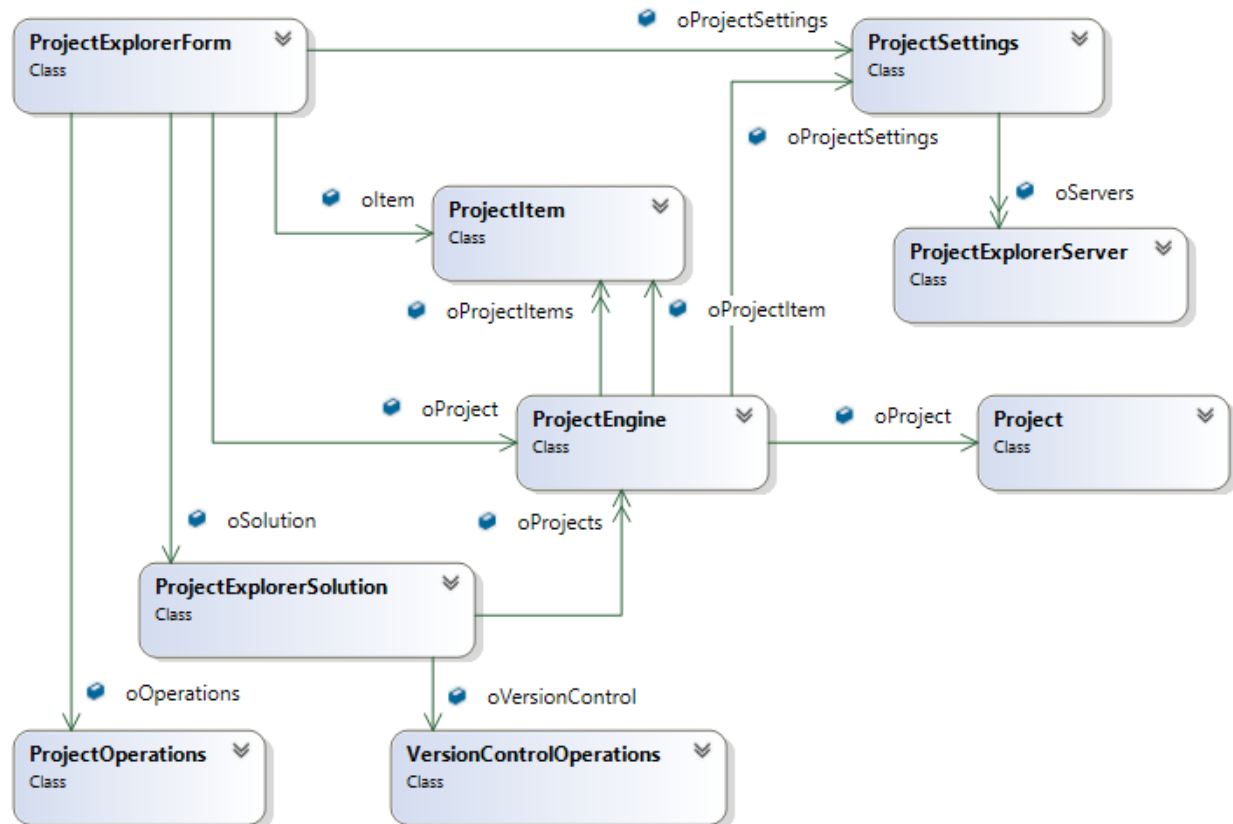 oProjectSettings
ProjectExplorerForm
Class
ProjectSettings
Class
oProjectSettings
oItem
ProjectItem
Class
oServers
ProjectExplorerServer
Class
oProjectItems
oProjectItem
oProject
ProjectEngine
Class
oProject
Project
Class
oSolution
oProjects
ProjectExplorerSolution
Class
oOperations
oVersionControl
ProjectOperations
Class
VersionControlOperations
Class